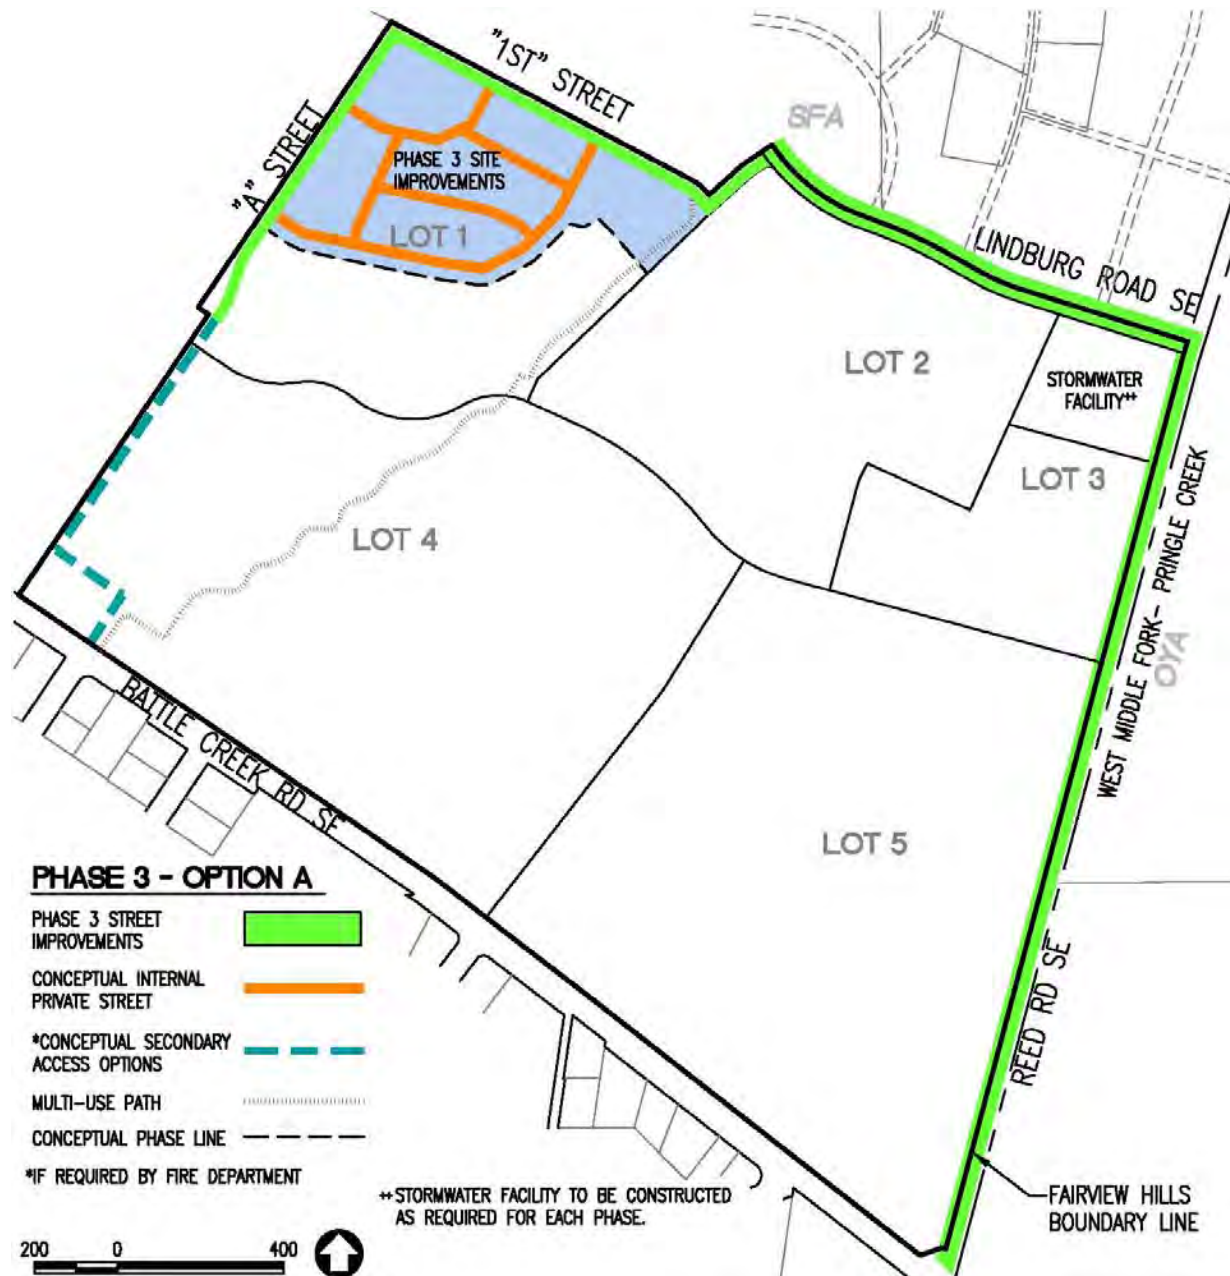 "1ST" STREET
SFA
"A" STREET
PHASE 3 SITE
IMPROVEMENTS
LOT 1
LINDBURG ROAD SE
LOT 2
STORMWATER
FACILITY**
LOT 3
WEST MIDDLE FORK- PRINGLE CREEK
OYA
LOT 4
BATTLE CREEK RD SE
LOT 5
REED RD SE
PHASE 3 - OPTION A
PHASE 3 STREET
IMPROVEMENTS
CONCEPTUAL INTERNAL
PRIVATE STREET
*CONCEPTUAL SECONDARY
ACCESS OPTIONS
MULTI-USE PATH
CONCEPTUAL PHASE LINE
*IF REQUIRED BY FIRE DEPARTMENT
**STORMWATER FACILITY TO BE CONSTRUCTED
AS REQUIRED FOR EACH PHASE.
FAIRVIEW HILLS
BOUNDARY LINE
200 0 400